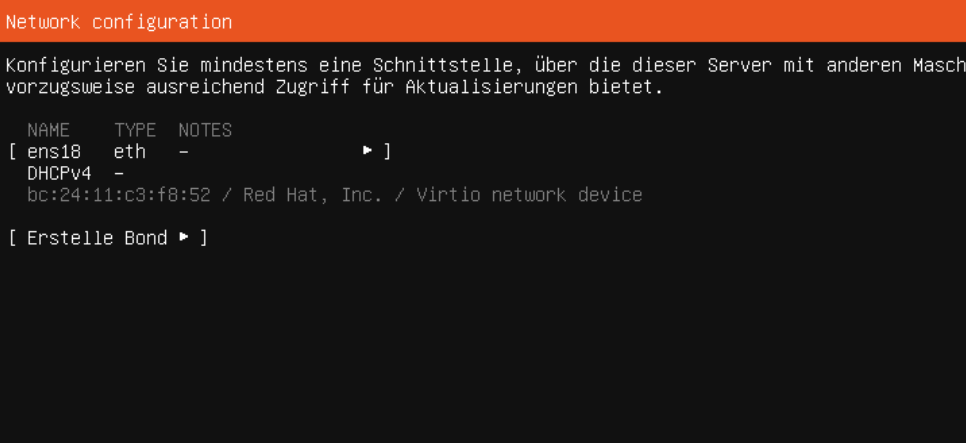 Network configuration
Konfigurieren Sie mindestens eine Schnittstelle, über die dieser Server mit anderen Masch
vorzugsweise ausreichend Zugriff für Aktualisierungen bietet.
NAME TYPE NOTES
[ ens18 eth - ▸ ]
DHCPv4 -
bc:24:11:c3:f8:52 / Red Hat, Inc. / Virtio network device
[ Erstelle Bond ▸ ]